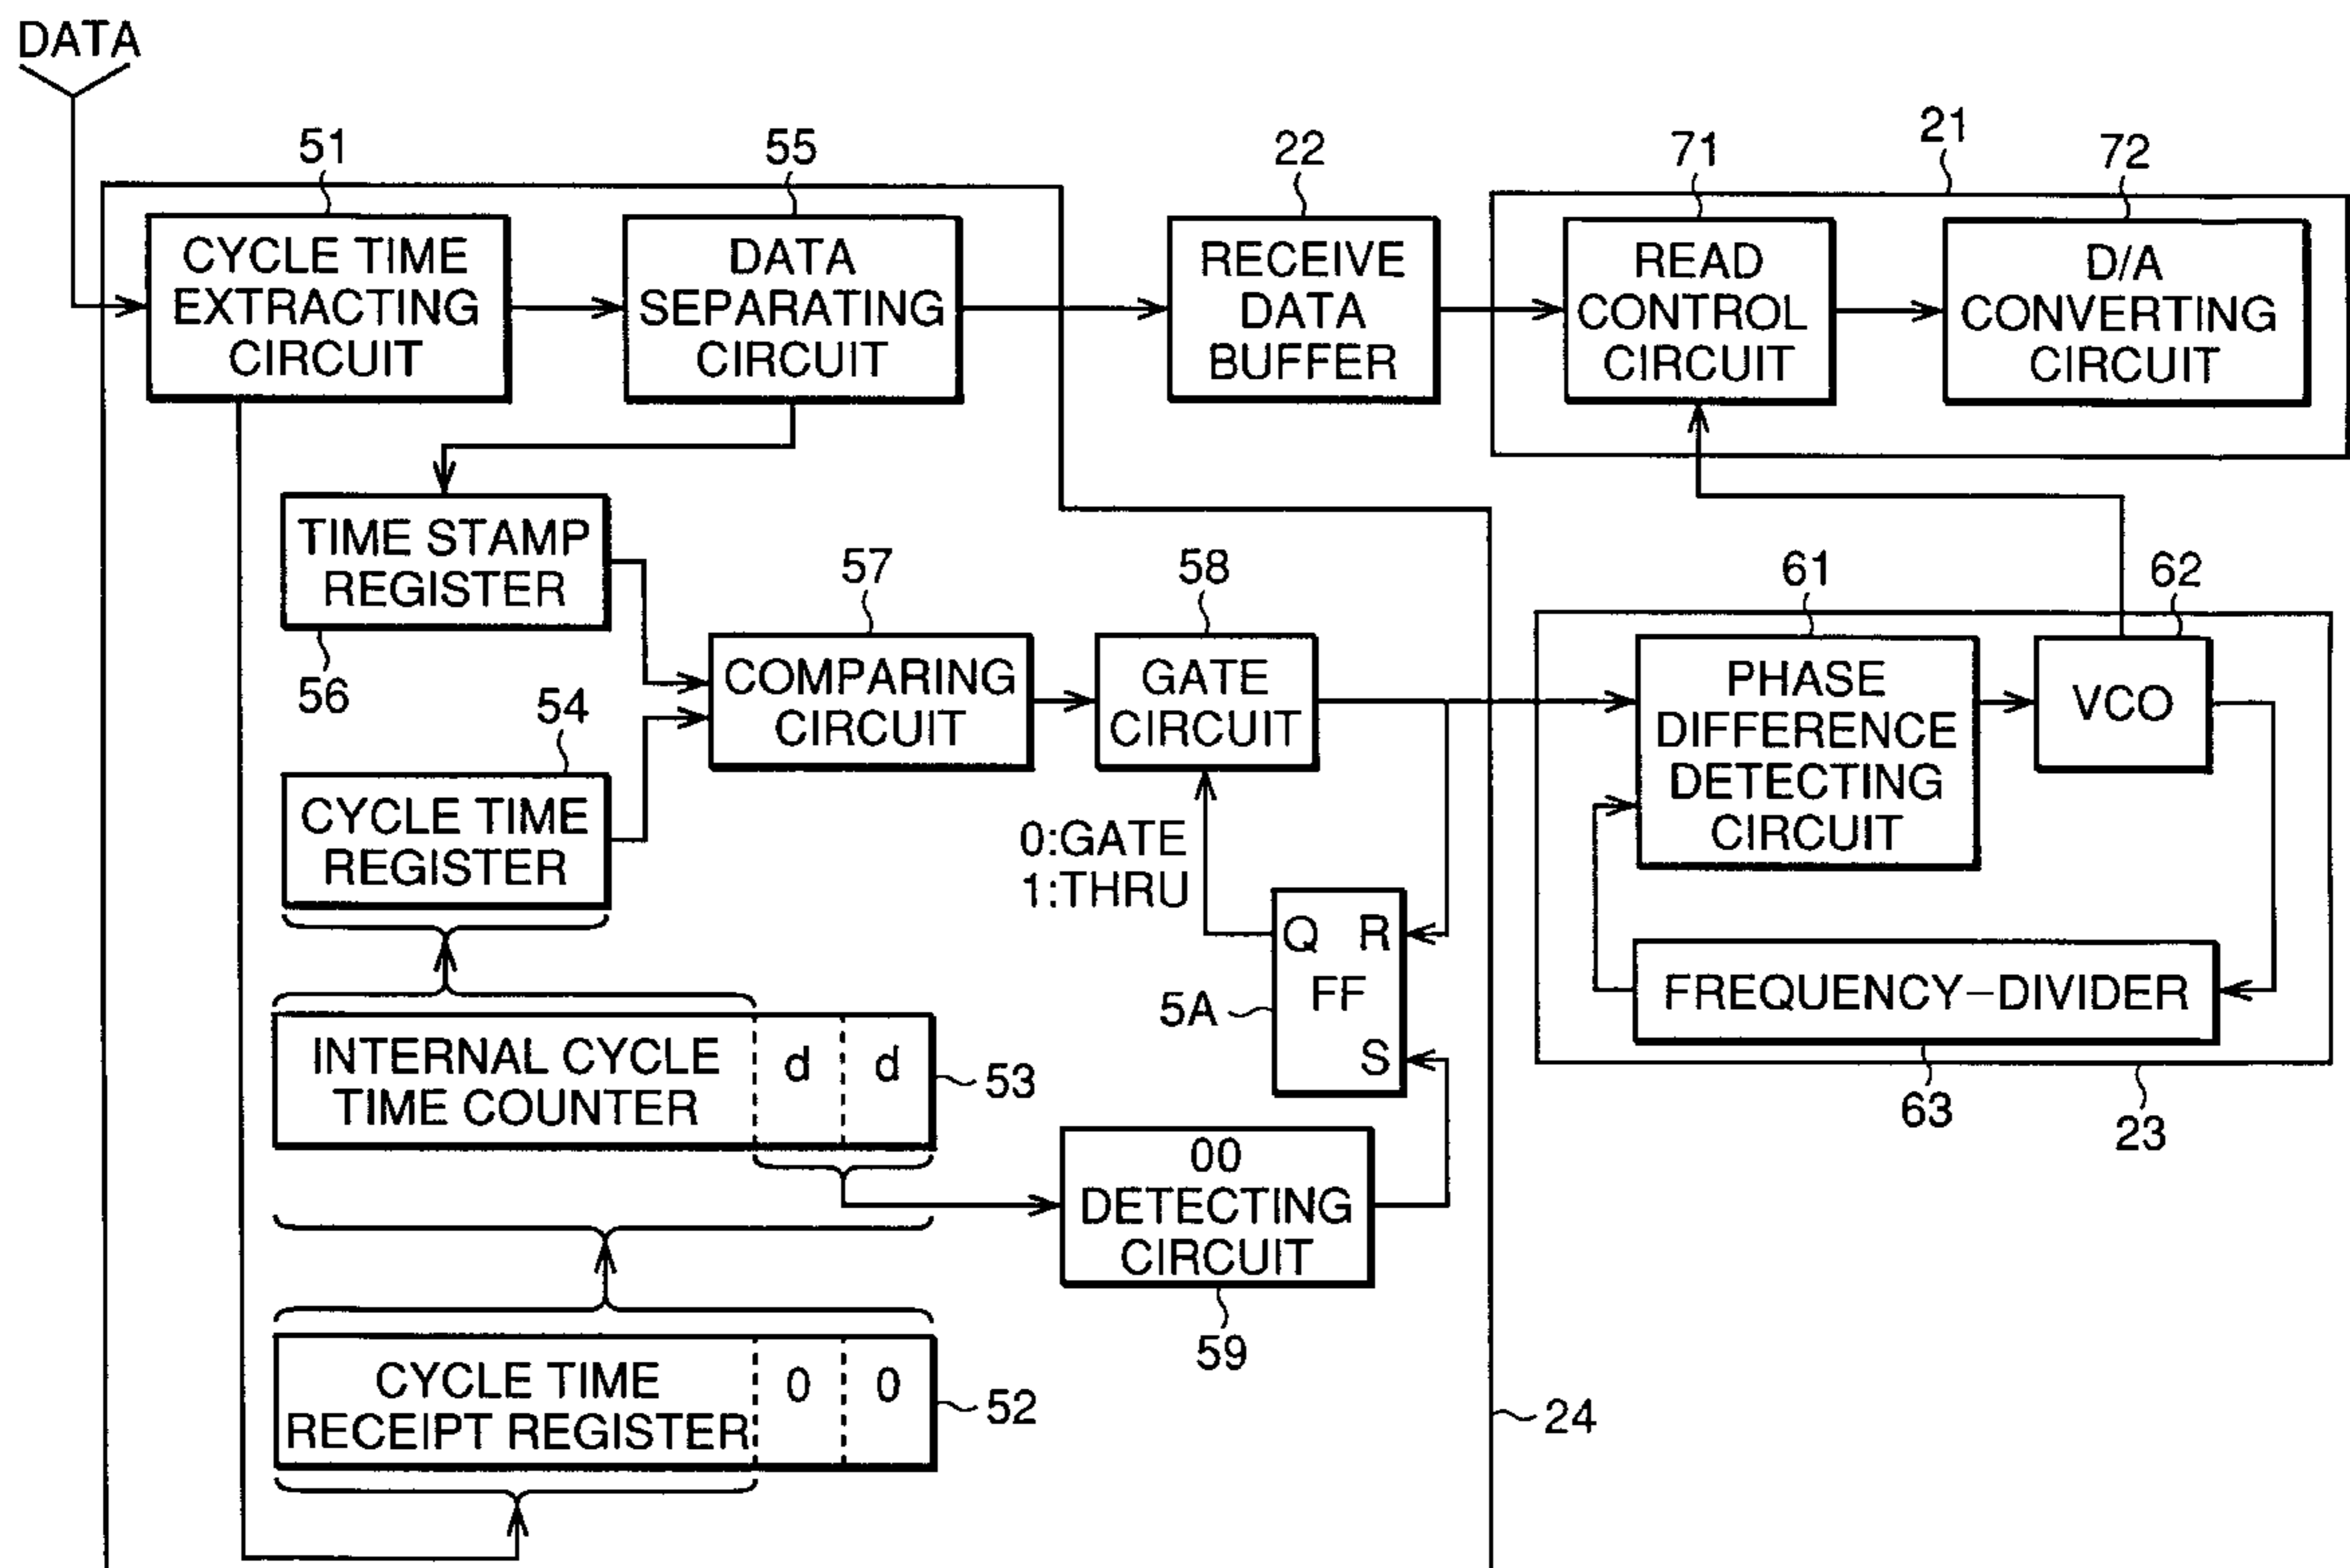 DATA
51
55
22
71
21
72
CYCLE TIME
EXTRACTING
CIRCUIT
DATA
SEPARATING
CIRCUIT
RECEIVE
DATA
BUFFER
READ
CONTROL
CIRCUIT
D/A
CONVERTING
CIRCUIT
TIME STAMP
REGISTER
56
57
58
61
62
54
COMPARING
CIRCUIT
GATE
CIRCUIT
PHASE
DIFFERENCE
DETECTING
CIRCUIT
VCO
CYCLE TIME
REGISTER
0:GATE
1:THRU
Q R
FF
S
5A
FREQUENCY-DIVIDER
63
23
INTERNAL CYCLE
TIME COUNTER
d d
53
00
DETECTING
CIRCUIT
59
CYCLE TIME
RECEIPT REGISTER
0 0
52
24